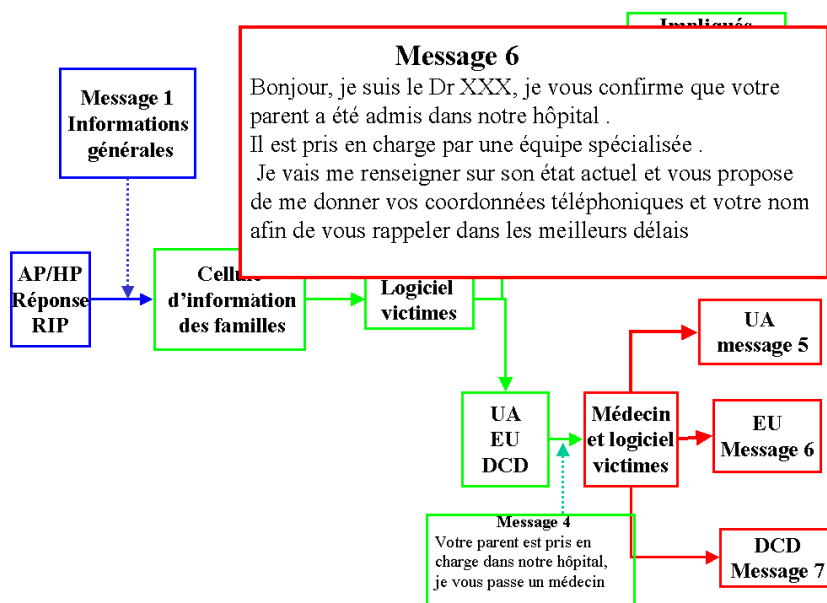 Impliqués
Message 6
Bonjour, je suis le Dr XXX, je vous confirme que votre
parent a été admis dans notre hôpital .
Il est pris en charge par une équipe spécialisée .
Je vais me renseigner sur son état actuel et vous propose
de me donner vos coordonnées téléphoniques et votre nom
afin de vous rappeler dans les meilleurs délais
Message 1
Informations
générales
AP/HP
Réponse
RIP
Cellule
d’information
des familles
Logiciel
victimes
UA
EU
DCD
Médecin
et logiciel
victimes
UA
message 5
EU
Message 6
DCD
Message 7
Message 4
Votre parent est pris en
charge dans notre hôpital,
je vous passe un médecin